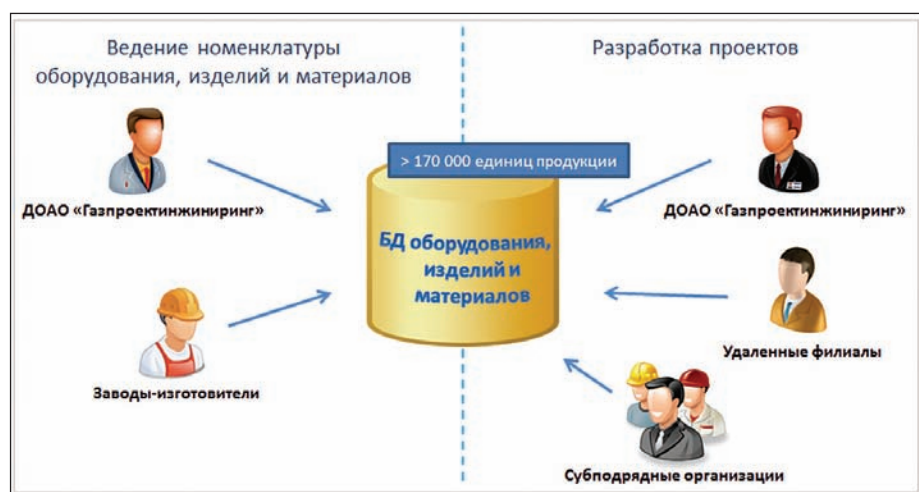 Ведение номенклатуры
оборудования, изделий и материалов
Разработка проектов
> 170 000 единиц продукции
ДОАО «Газпроектинжиниринг»
ДОАО «Газпроектинжиниринг»
БД оборудования,
изделий и
материалов
Заводы-изготовители
Удаленные филиалы
Субподрядные организации